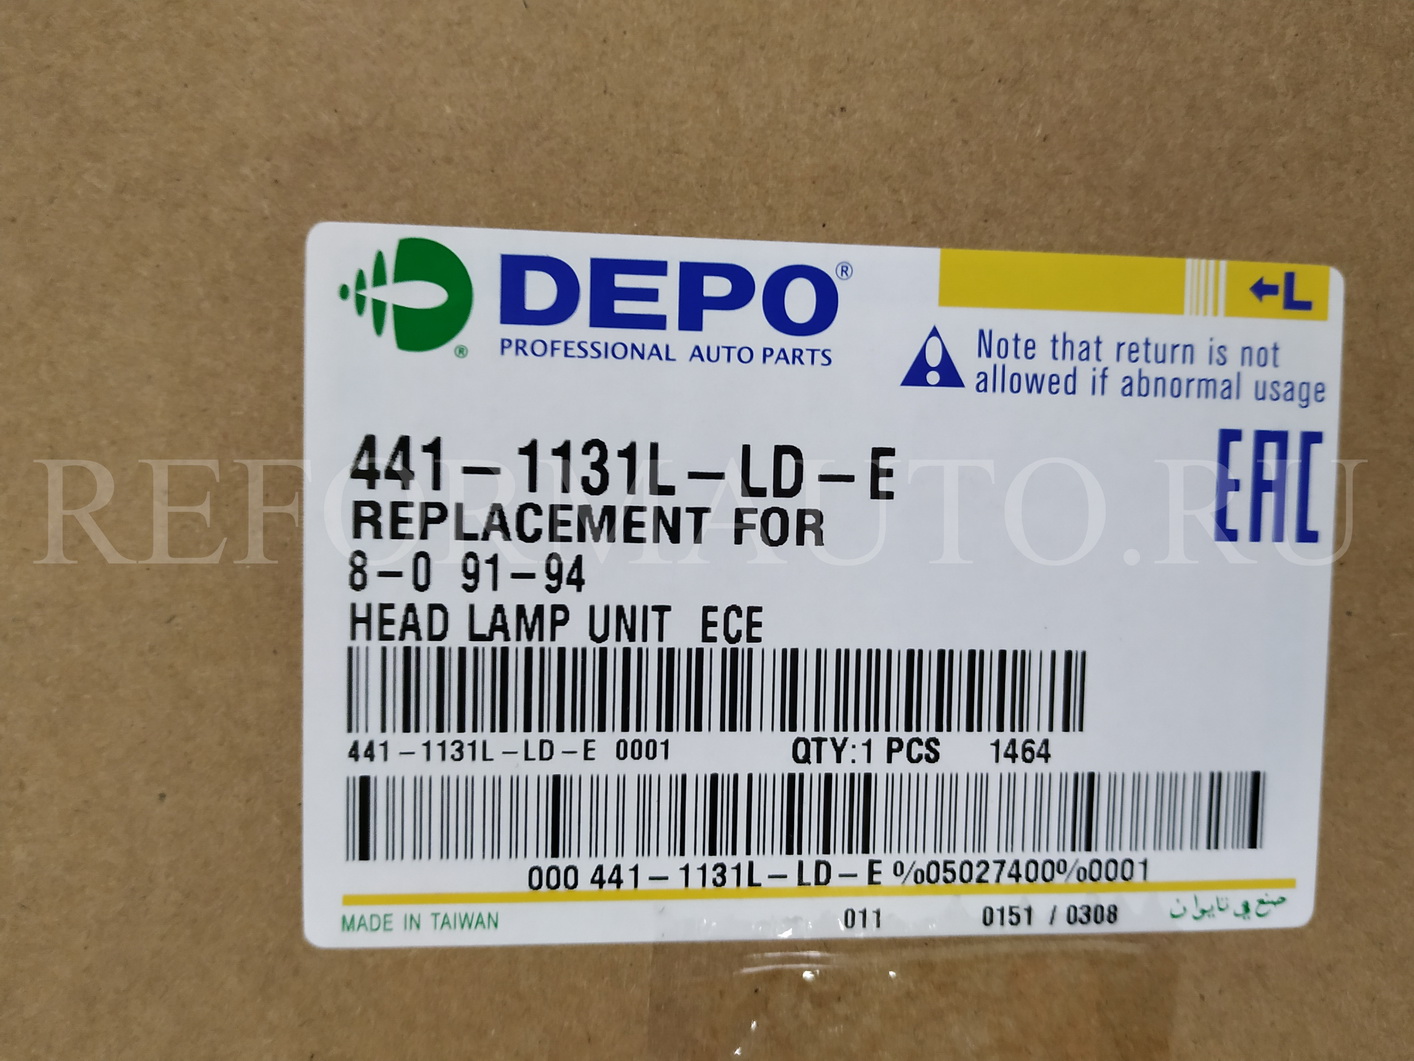 DEPO®
PROFESSIONAL AUTO PARTS
®
←L
Note that return is not
allowed if abnormal usage
441-1131L-LD-E
EAC
REPLACEMENT FOR
REFORMAUTO.RU
8-0 91-94
HEAD LAMP UNIT ECE
441-1131L-LD-E 0001 QTY:1 PCS 1464
000 441-1131L-LD-E%05027400%0001
MADE IN TAIWAN 011 0151 / 0308 صنع في تايوان